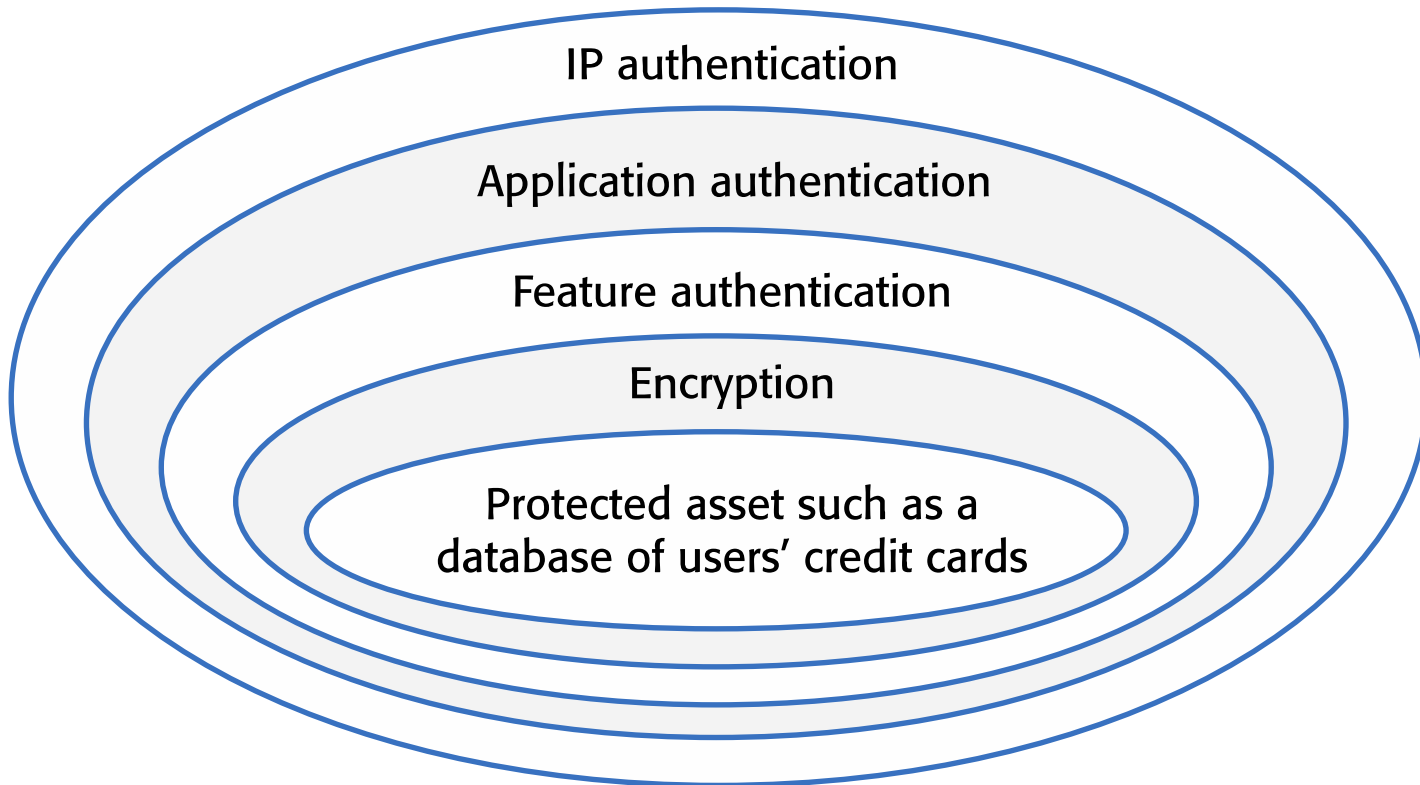 IP authentication
Application authentication
Feature authentication
Encryption
Protected asset such as a
database of users’ credit cards